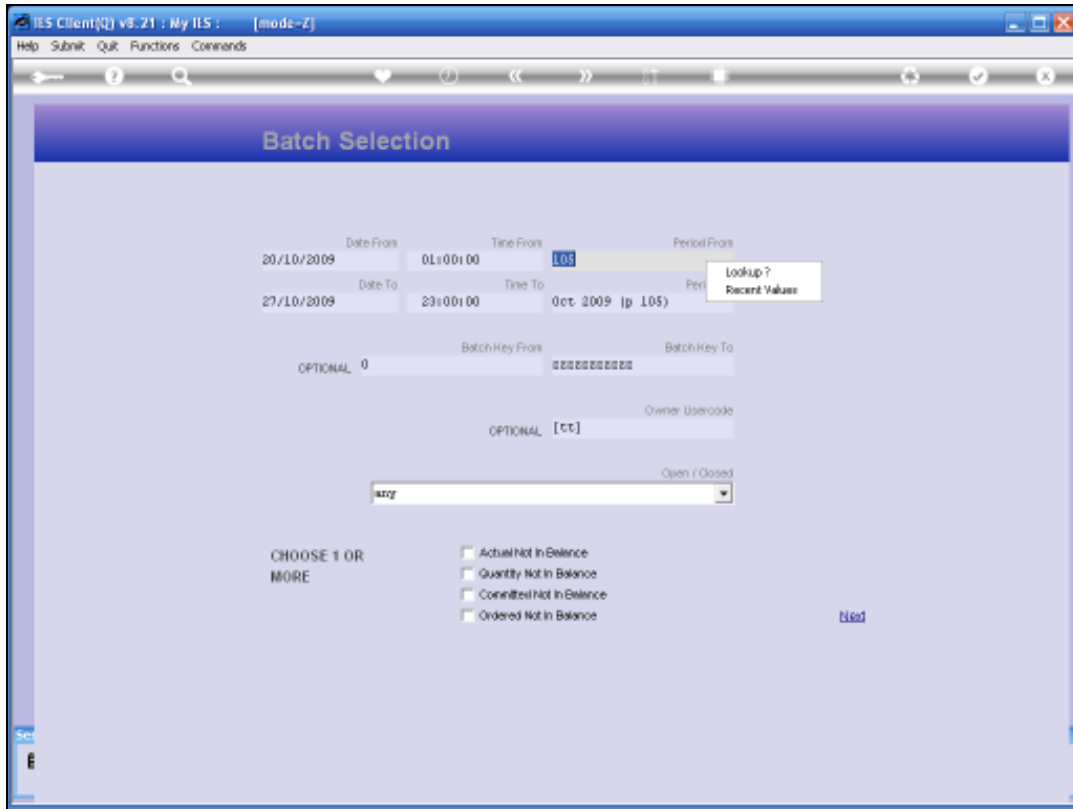 IES Client(Q) v8.21 : My IES : [mode=Z]
Help Submit Quit Functions Commands
Batch Selection
Date From Time From Period From
20/10/2009 01:00:00 105
Lookup ?
Date To Time To Peri
Recent Values
27/10/2009 23:00:00 Oct 2009 (p 105)
Batch Key From Batch Key To
OPTIONAL 0 zzzzzzzzzzz
Owner Usercode
OPTIONAL [tt]
Open / Closed
any
CHOOSE 1 OR
MORE
Actual Not In Balance
Quantity Not In Balance
Committed Not In Balance
Ordered Not In Balance
Next